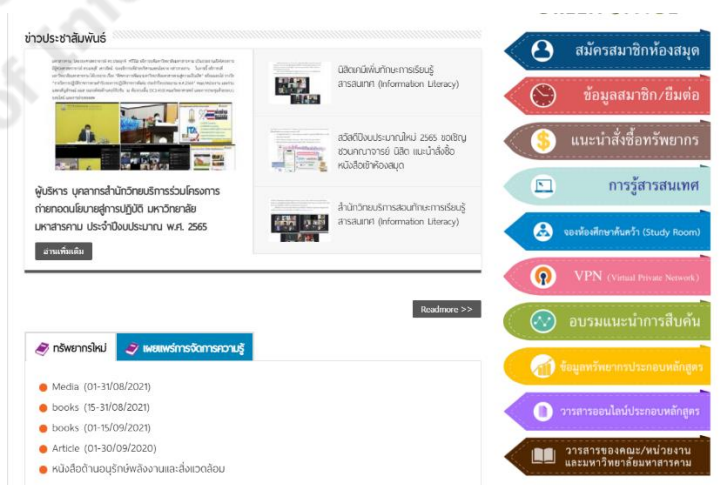 ข่าวประชาสัมพันธ์
ผู้บริหาร บุคลากรสำนักวิทยบริการร่วมโครงการ
ถ่ายทอดนโยบายสู่การปฏิบัติ มหาวิทยาลัย
มหาสารคาม ประจำปีงบประมาณ พ.ศ. 2565
อ่านเพิ่มเติม
นิสิตเทคนิเพิ่มทักษะการเรียนรู้
สารสนเทศ (Information Literacy)
สวัสดีปีงบประมาณใหม่ 2565 ขอเชิญ
ชวนคณาจารย์ นิสิต แนะนำสั่งซื้อ
หนังสือเข้าห้องสมุด
สำนักวิทยบริการสอนทักษะการเรียนรู้
สารสนเทศ (Information Literacy)
Readmore >>
ทรัพยากรใหม่
เผยแพร่การจัดการความรู้
Media (01-31/08/2021)
books (15-31/08/2021)
books (01-15/09/2021)
Article (01-30/09/2020)
หนังสือด้านอนุรักษ์พลังงานและสิ่งแวดล้อม
สมัครสมาชิกห้องสมุด
ข้อมูลสมาชิก/ยืมต่อ
แนะนำสั่งซื้อทรัพยากร
การรู้สารสนเทศ
จองห้องศึกษาค้นคว้า (Study Room)
VPN (Virtual Private Network)
อบรมแนะนำการสืบค้น
ข้อมูลทรัพยากรประกอบหลักสูตร
วารสารออนไลน์ประกอบหลักสูตร
วารสารของคณะ/หน่วยงาน
และมหาวิทยาลัยมหาสารคาม